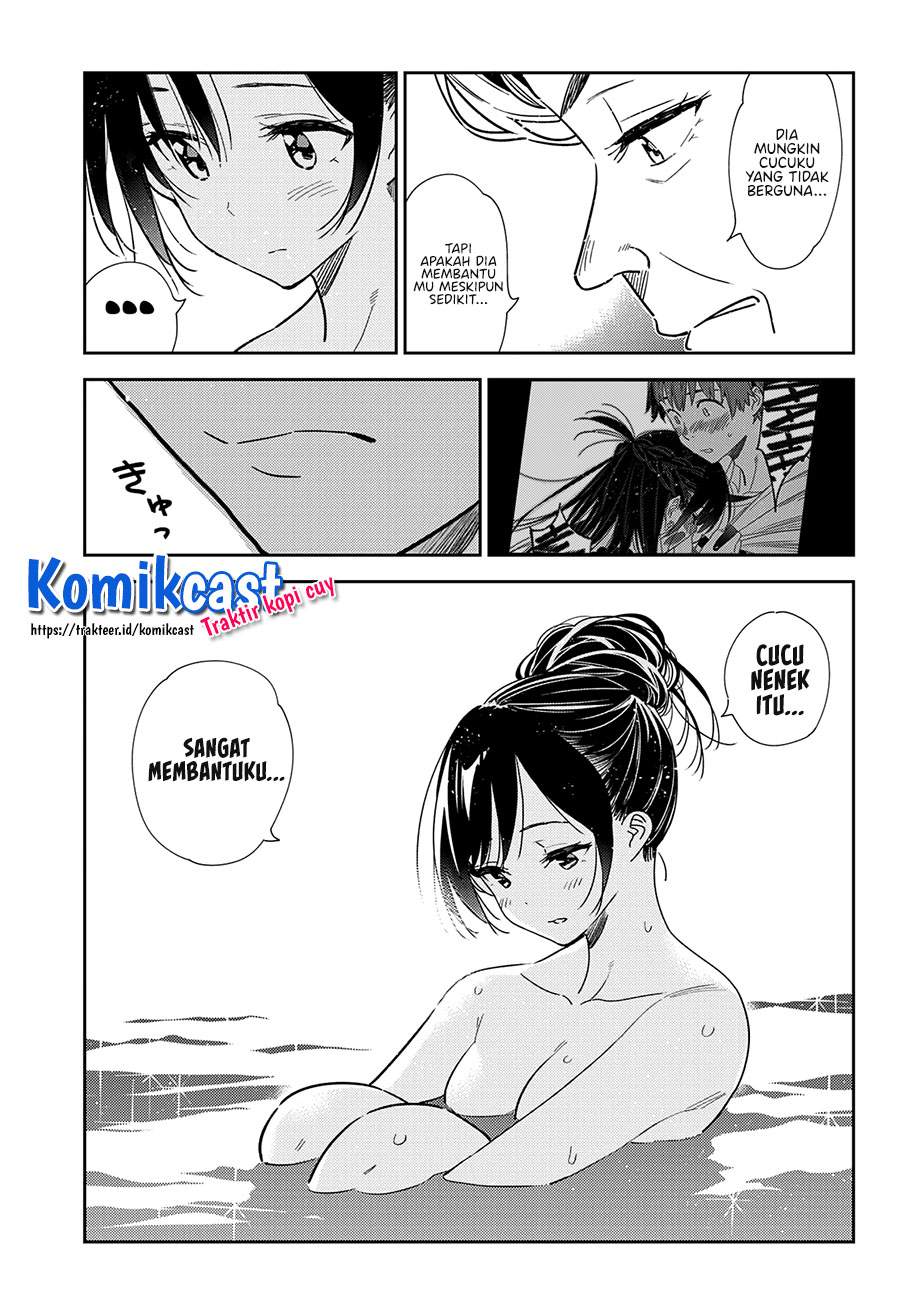 DIA
MUNGKIN
CUCUKU
YANG TIDAK
BERGUNA...
TAPI
APAKAH DIA
MEMBANTU
MU MESKIPUN
SEDIKIT...
...
きゅっ
Komikcast
Traktir kopi cuy
https://trakteer.id/komikcast
CUCU
NENEK
ITU...
SANGAT
MEMBANTUKU...